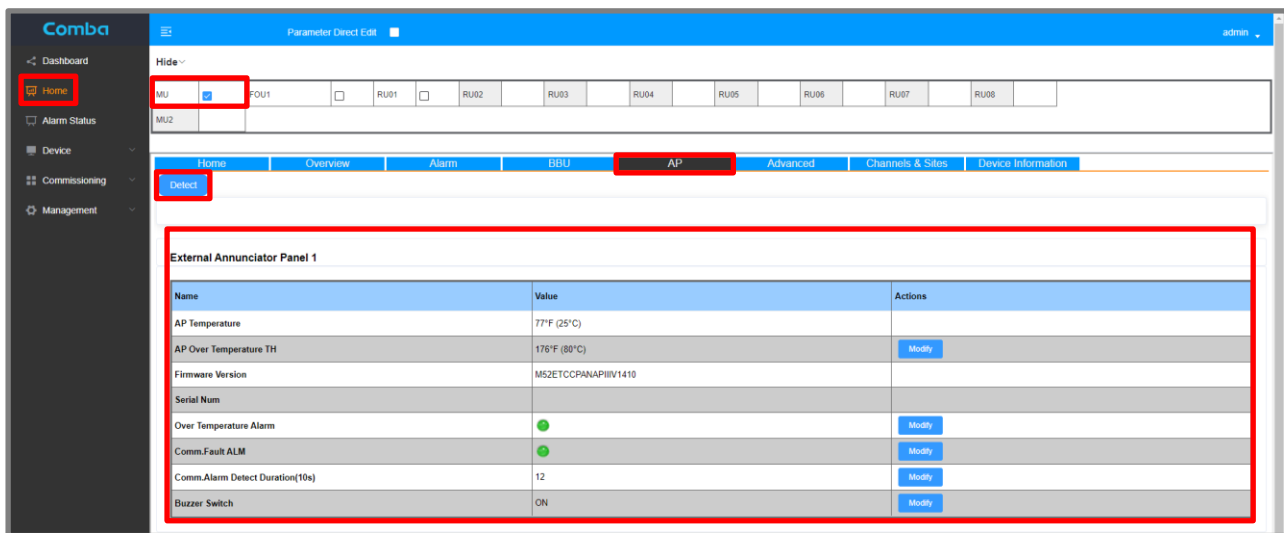 Comba
Parameter Direct Edit
admin
Dashboard
Hide
Home
MU FOU1 RU01 RU02 RU03 RU04 RU05 RU06 RU07 RU08
Alarm Status
MU2
Device
Home Overview Alarm BBU AP Advanced Channels & Sites Device Information
Commissioning
Detect
Management
External Annunciator Panel 1
Name Value Actions
AP Temperature 77°F (25°C)
AP Over Temperature TH 176°F (80°C) Modify
Firmware Version M52ETCCPANAPIIIV1410
Serial Num
Over Temperature Alarm Modify
Comm.Fault ALM Modify
Comm.Alarm Detect Duration(10s) 12 Modify
Buzzer Switch ON Modify